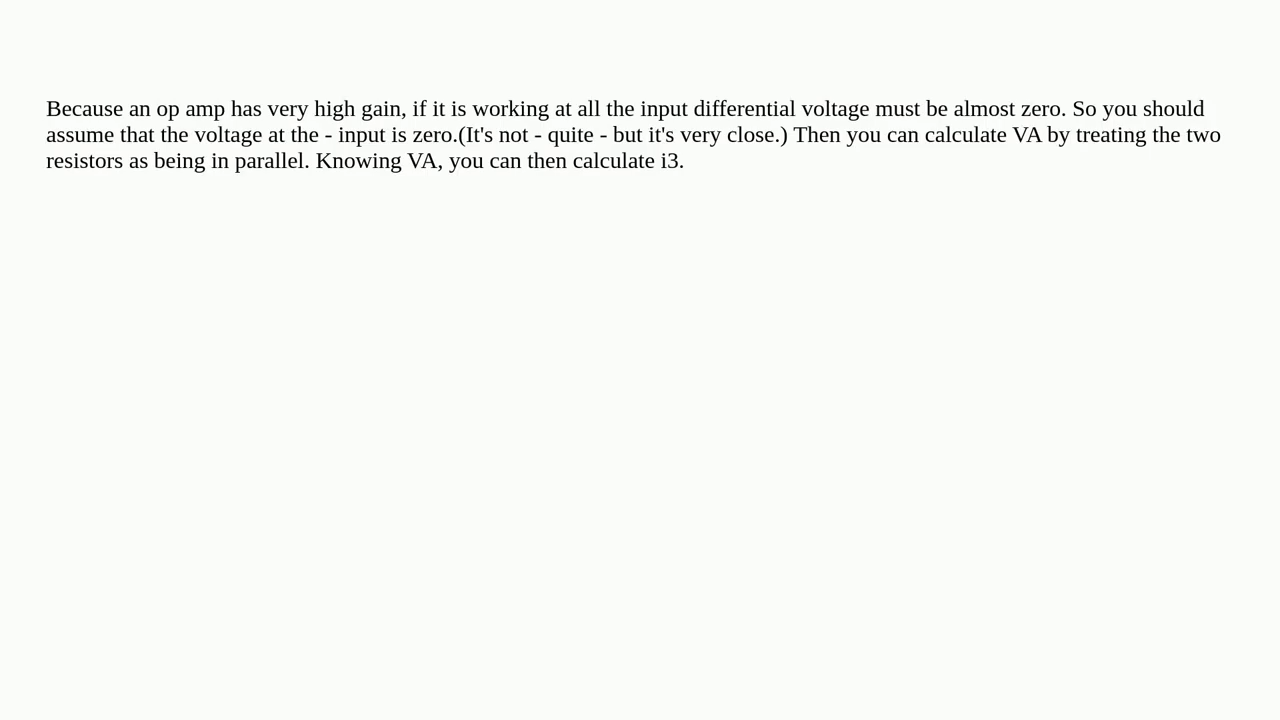 Because an op amp has very high gain, if it is working at all the input differential voltage must be almost zero. So you should
assume that the voltage at the - input is zero.(It's not - quite - but it's very close.) Then you can calculate VA by treating the two
resistors as being in parallel. Knowing VA, you can then calculate i3.